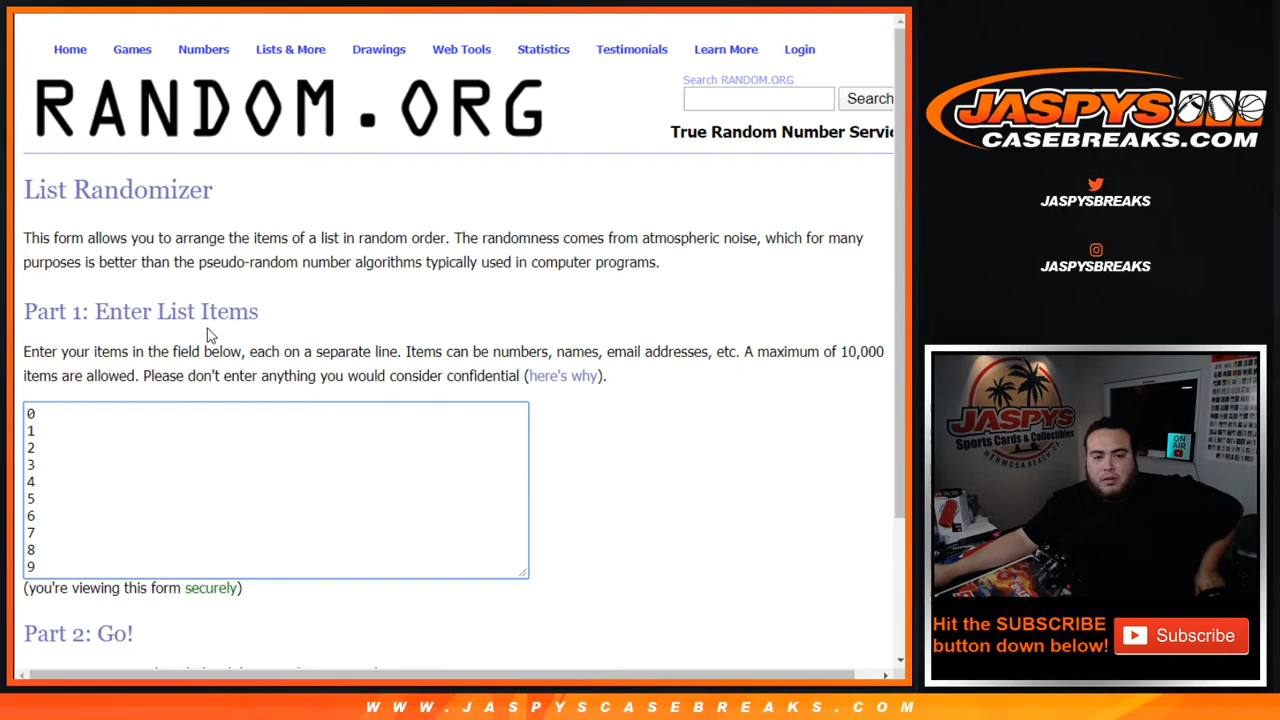 Home Games Numbers Lists & More Drawings Web Tools Statistics Testimonials Learn More Login
RANDOM.ORG
Search RANDOM.ORG
Search
True Random Number Servic
List Randomizer
This form allows you to arrange the items of a list in random order. The randomness comes from atmospheric noise, which for many
purposes is better than the pseudo-random number algorithms typically used in computer programs.
Part 1: Enter List Items
Enter your items in the field below, each on a separate line. Items can be numbers, names, email addresses, etc. A maximum of 10,000
items are allowed. Please don't enter anything you would consider confidential (here's why).
0
1
2
3
4
5
6
7
8
9
(you're viewing this form securely)
Part 2: Go!
JASPYS
CASEBREAKS.COM
JASPYSBREAKS
JASPYSBREAKS
JASPYS
Sports Cards & Collectibles
HERMOSA BEACH, CA
ON
AIR
Hit the SUBSCRIBE
button down below!
Subscribe
WWW.JASPYSCASEBREAKS.COM